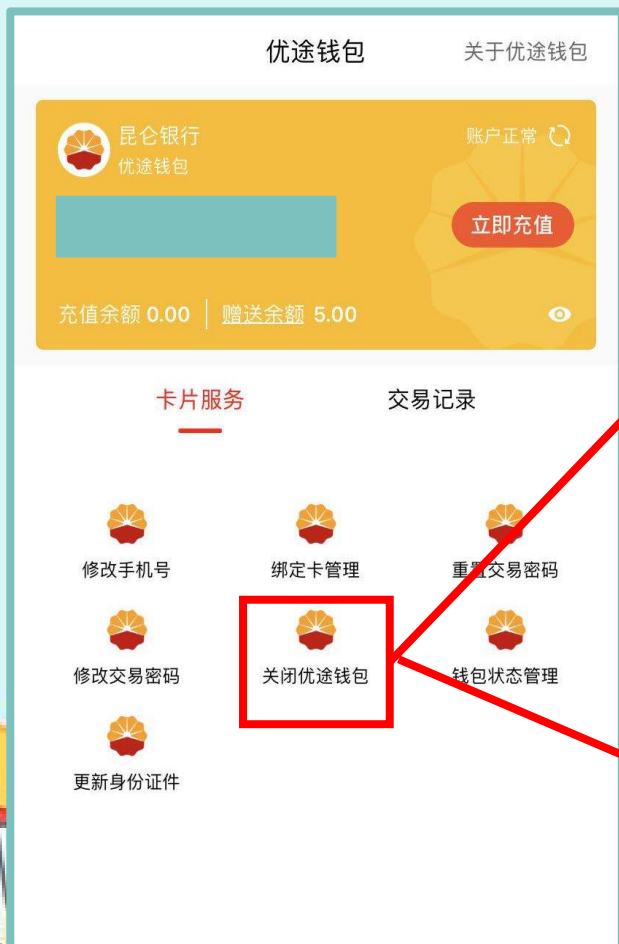 优途钱包
关于优途钱包
昆仑银行
优途钱包
账户正常
立即充值
充值余额 0.00 赠送余额 5.00
卡片服务
交易记录
修改手机号
绑定卡管理
重置交易密码
修改交易密码
关闭优途钱包
钱包状态管理
更新身份证件